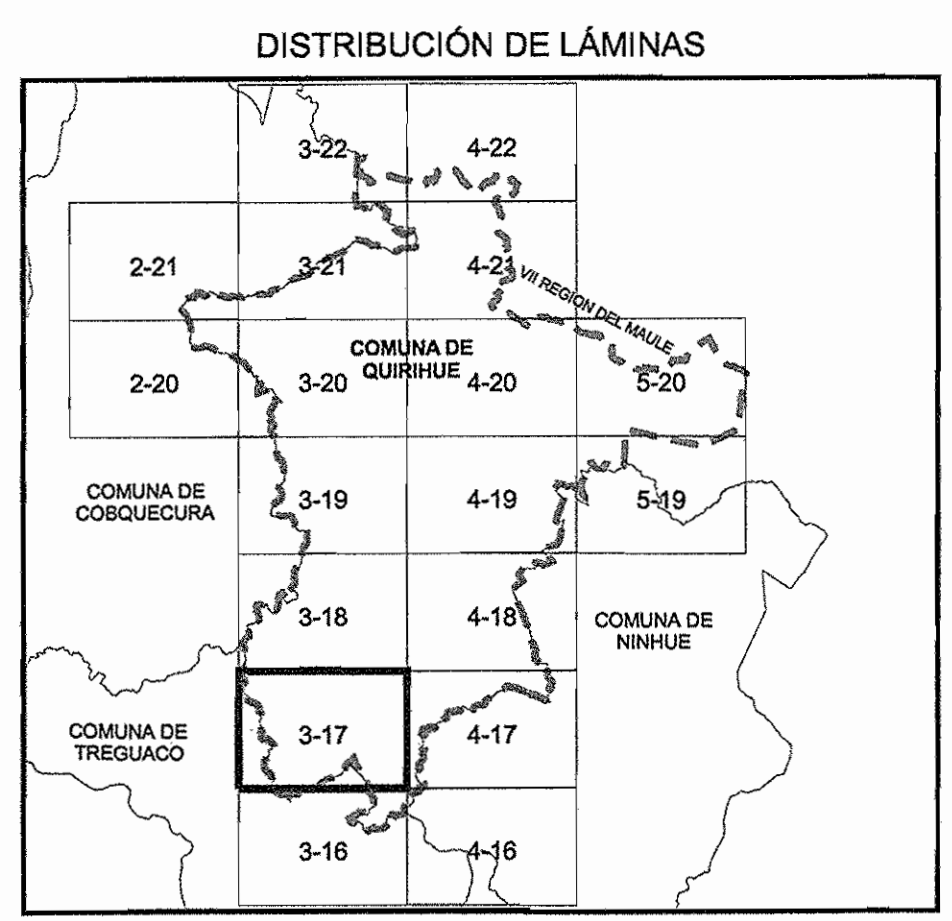 DISTRIBUCIÓN DE LÁMINAS
3-22
4-22
2-21
3-21
4-21
VII REGION DEL MAULE
COMUNA DE
QUIRIHUE
2-20
3-20
4-20
5-20
COMUNA DE
COBQUECURA
3-19
4-19
5-19
3-18
4-18
COMUNA DE
NINHUE
COMUNA DE
TREGUACO
3-17
4-17
3-16
4-16